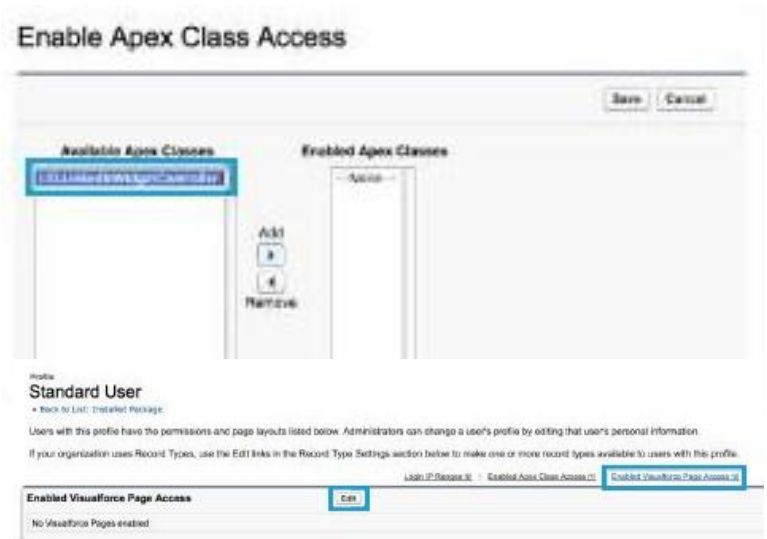 Enable Apex Class Access
Save Cancel
Available Apex Classes
Enabled Apex Classes
--None--
Add
Remove
Profile
Standard User
Back to List: Installed Package
Users with this profile have the permissions and page layouts listed below. Administrators can change a user's profile by editing that user's personal information.
If your organization uses Record Types, use the Edit links in the Record Type Settings section below to make one or more record types available to users with this profile.
Login IP Ranges | Enabled Apex Class Access | Enabled Visualforce Page Access
Enabled Visualforce Page Access
Edit
No Visualforce Pages enabled